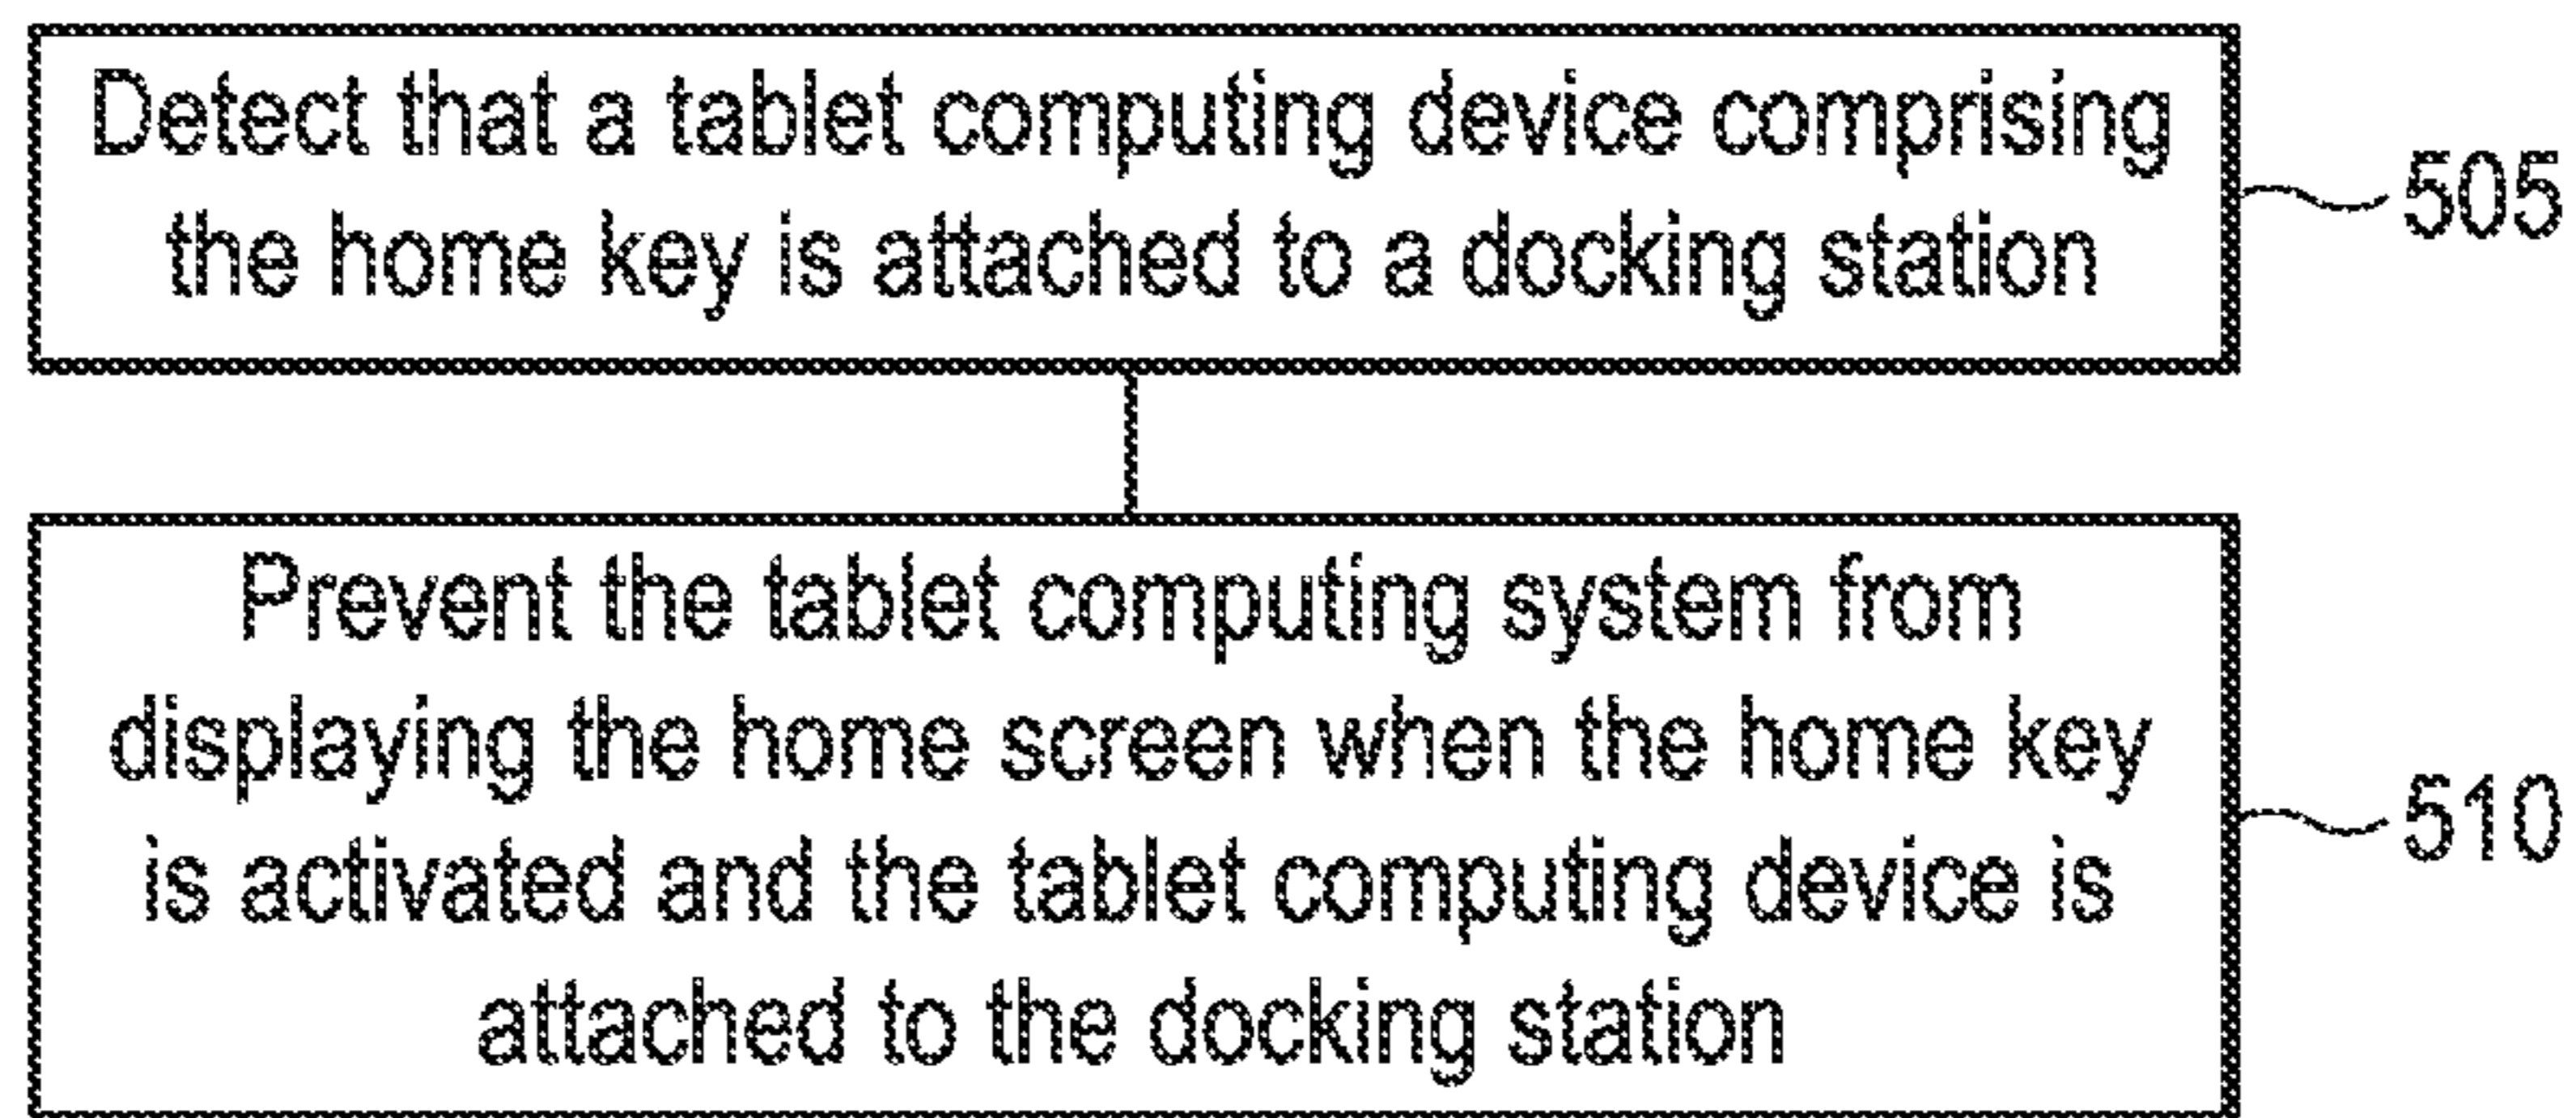 Detect that a tablet computing device comprising
the home key is attached to a docking station
505
Prevent the tablet computing system from
displaying the home screen when the home key
is activated and the tablet computing device is
attached to the docking station
510